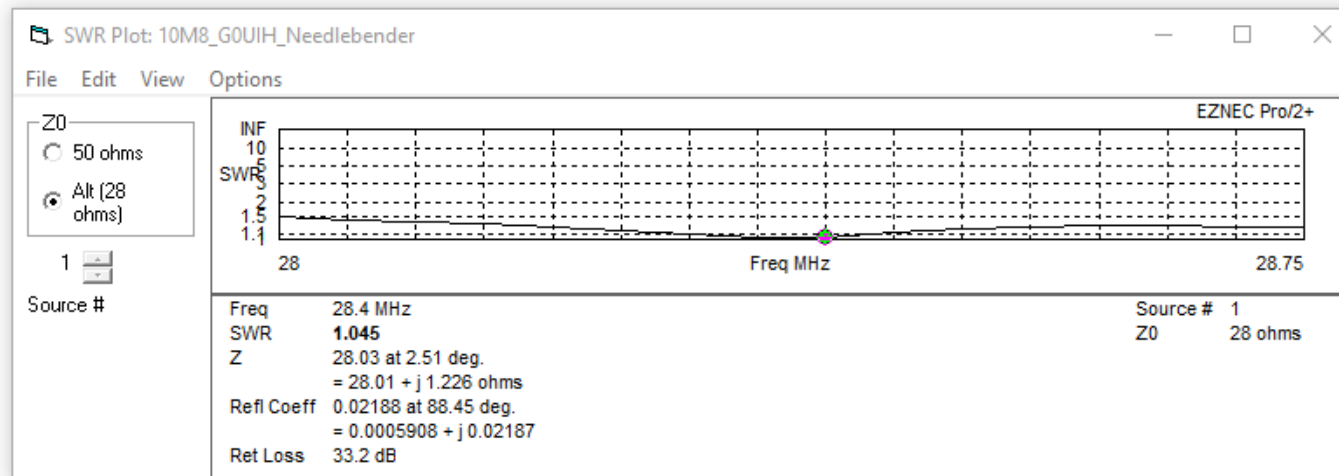 SWR Plot: 10M8_G0UIH_Needlebender
File Edit View Options
Z0
50 ohms
Alt (28
ohms)
1
Source #
EZNEC Pro/2+
INF
10
5
SWR
3
2
1.5
1.1
1
28 Freq MHz 28.75
Freq 28.4 MHz Source # 1
SWR 1.045 Z0 28 ohms
Z 28.03 at 2.51 deg.
= 28.01 + j 1.226 ohms
Refl Coeff 0.02188 at 88.45 deg.
= 0.0005908 + j 0.02187
Ret Loss 33.2 dB